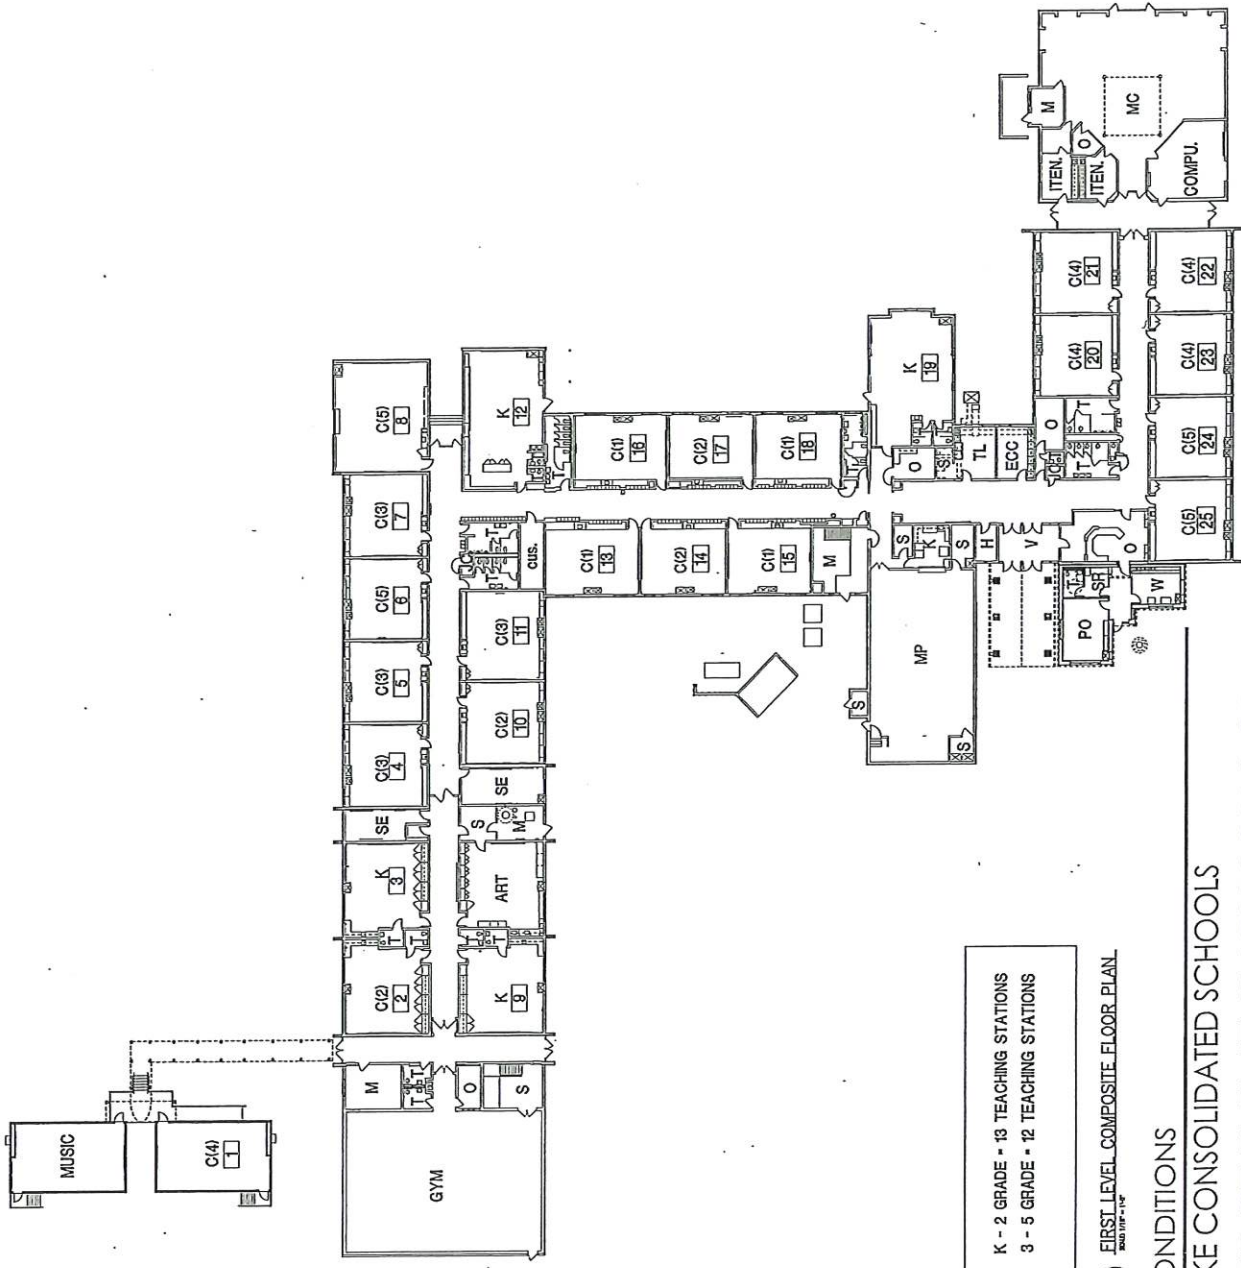 MUSIC
C(4)
1
GYM
M
T
T
O
S
C(2)
2
T
T
K
3
SE
C(3)
4
C(3)
5
C(5)
6
C(3)
7
C(5)
8
K
9
T
T
ART
S
M
SE
C(2)
10
C(3)
11
T
T
CUS.
K
12
T
C(1)
13
C(2)
14
C(1)
15
M
C(1)
16
C(2)
17
C(1)
18
T
S
MP
S
S
K
S
H
V
O
K
19
S
TL
ECC
T
O
T
PO
SR
W
O
C(4)
20
C(4)
21
C(5)
25
C(5)
24
C(4)
23
C(4)
22
ITEN.
ITEN.
O
M
MC
COMPU.
K - 2 GRADE = 13 TEACHING STATIONS
3 - 5 GRADE = 12 TEACHING STATIONS
FIRST LEVEL COMPOSITE FLOOR PLAN
ONDITIONS
KE CONSOLIDATED SCHOOLS